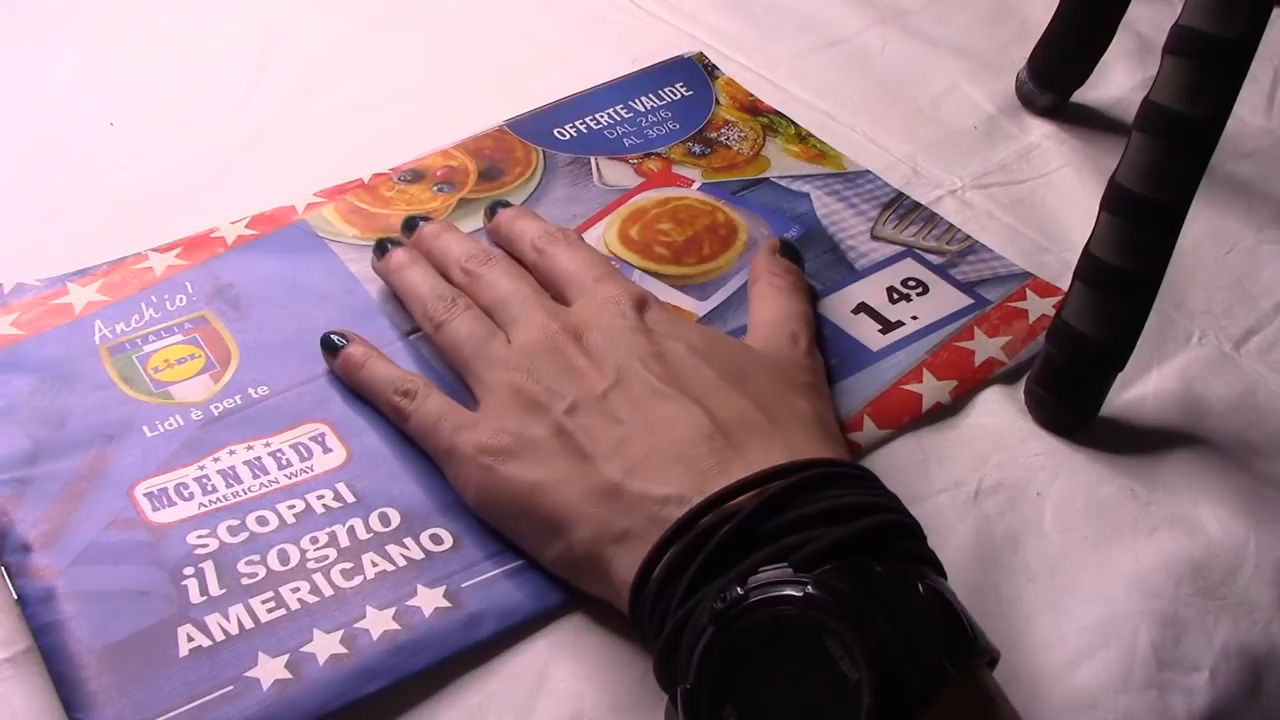 OFFERTE VALIDE
DAL 24/6
AL 30/6
1.49
Anch'io!
ITALIA
LIDL
Lidl è per te
MCENNEDY
AMERICAN WAY
SCOPRI
il sogno
AMERICANO